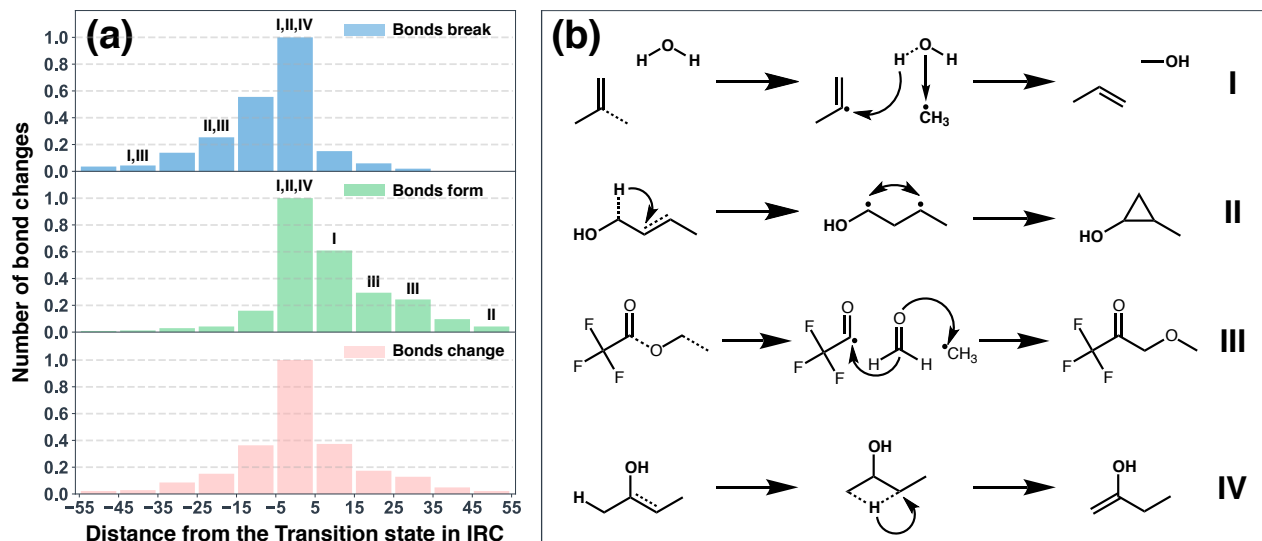 (a)
Bonds break
I,II,IV
II,III
I,III
1.0
0.8
0.6
0.4
0.2
0.0
Bonds form
I,II,IV
I
III
III
II
1.0
0.8
0.6
0.4
0.2
0.0
Bonds change
1.0
0.8
0.6
0.4
0.2
0.0
Number of bond changes
−55 −45 −35 −25 −15 −5 5 15 25 35 45 55
Distance from the Transition state in IRC
(b)
H O H
H O H
CH3
OH
I
H
HO
HO
HO
II
O
F
F
F
O
O
F
F
F
O
H H
CH3
O
F
F
F
O
III
OH
H
OH
H
OH
IV